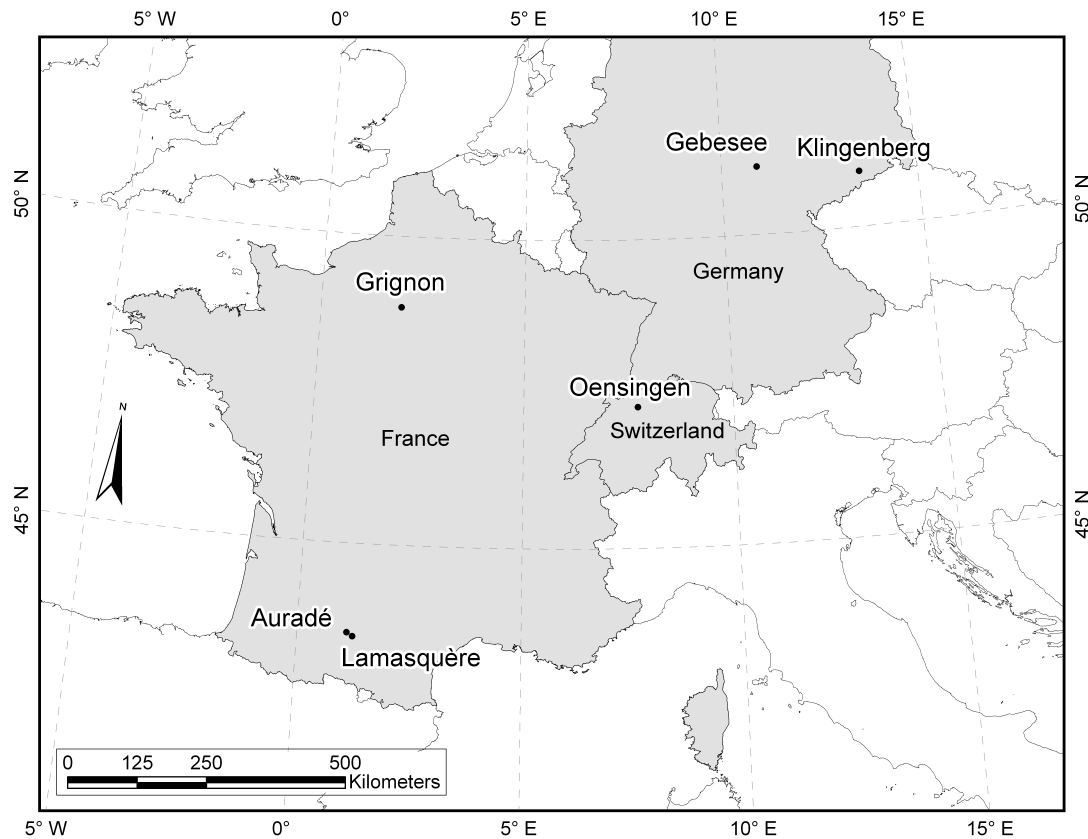 5° W 0° 5° E 10° E 15° E
Gebesee
Klingenberg
50° N
50° N
Germany
Grignon
Oensingen
N
France
Switzerland
45° N
45° N
Auradé
Lamasquère
0 125 250 500
Kilometers
5° W 0° 5° E 10° E 15° E